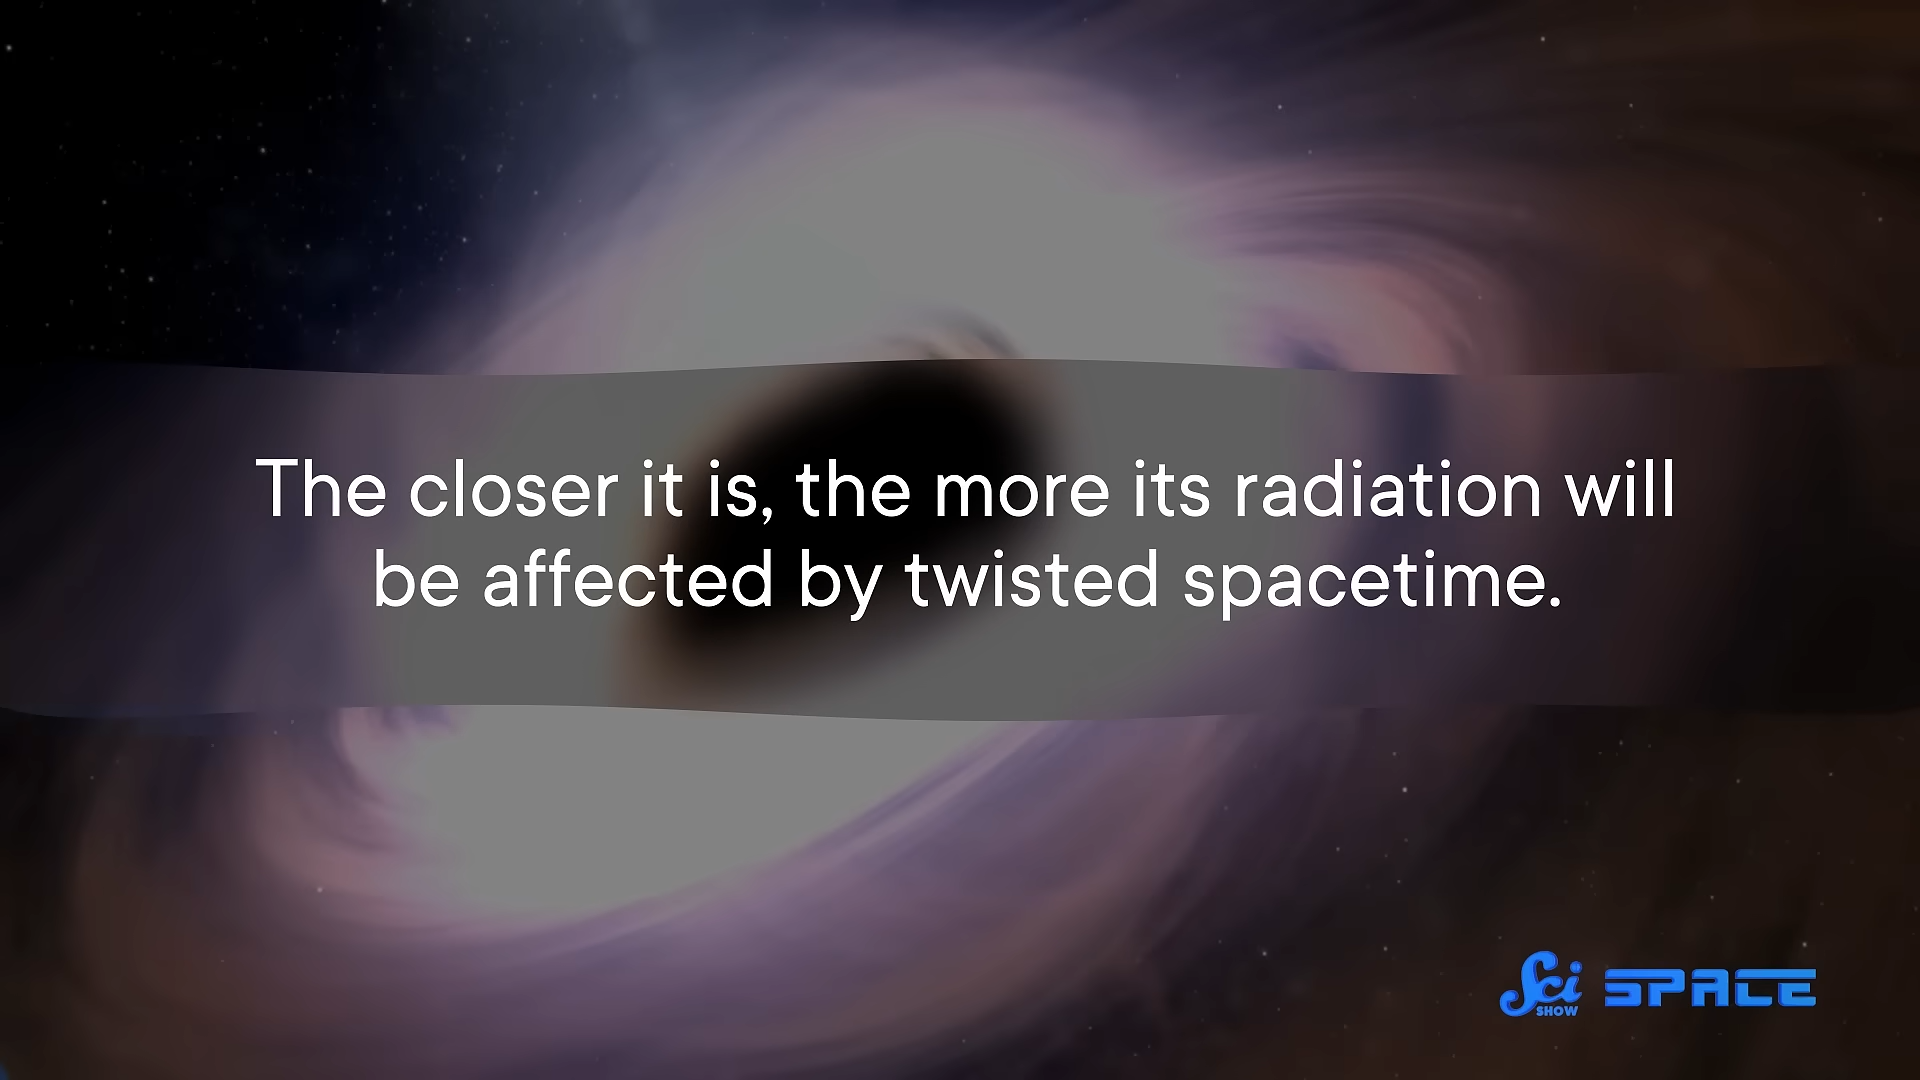 The closer it is, the more its radiation will
be affected by twisted spacetime.
Sci SHOW SPACE